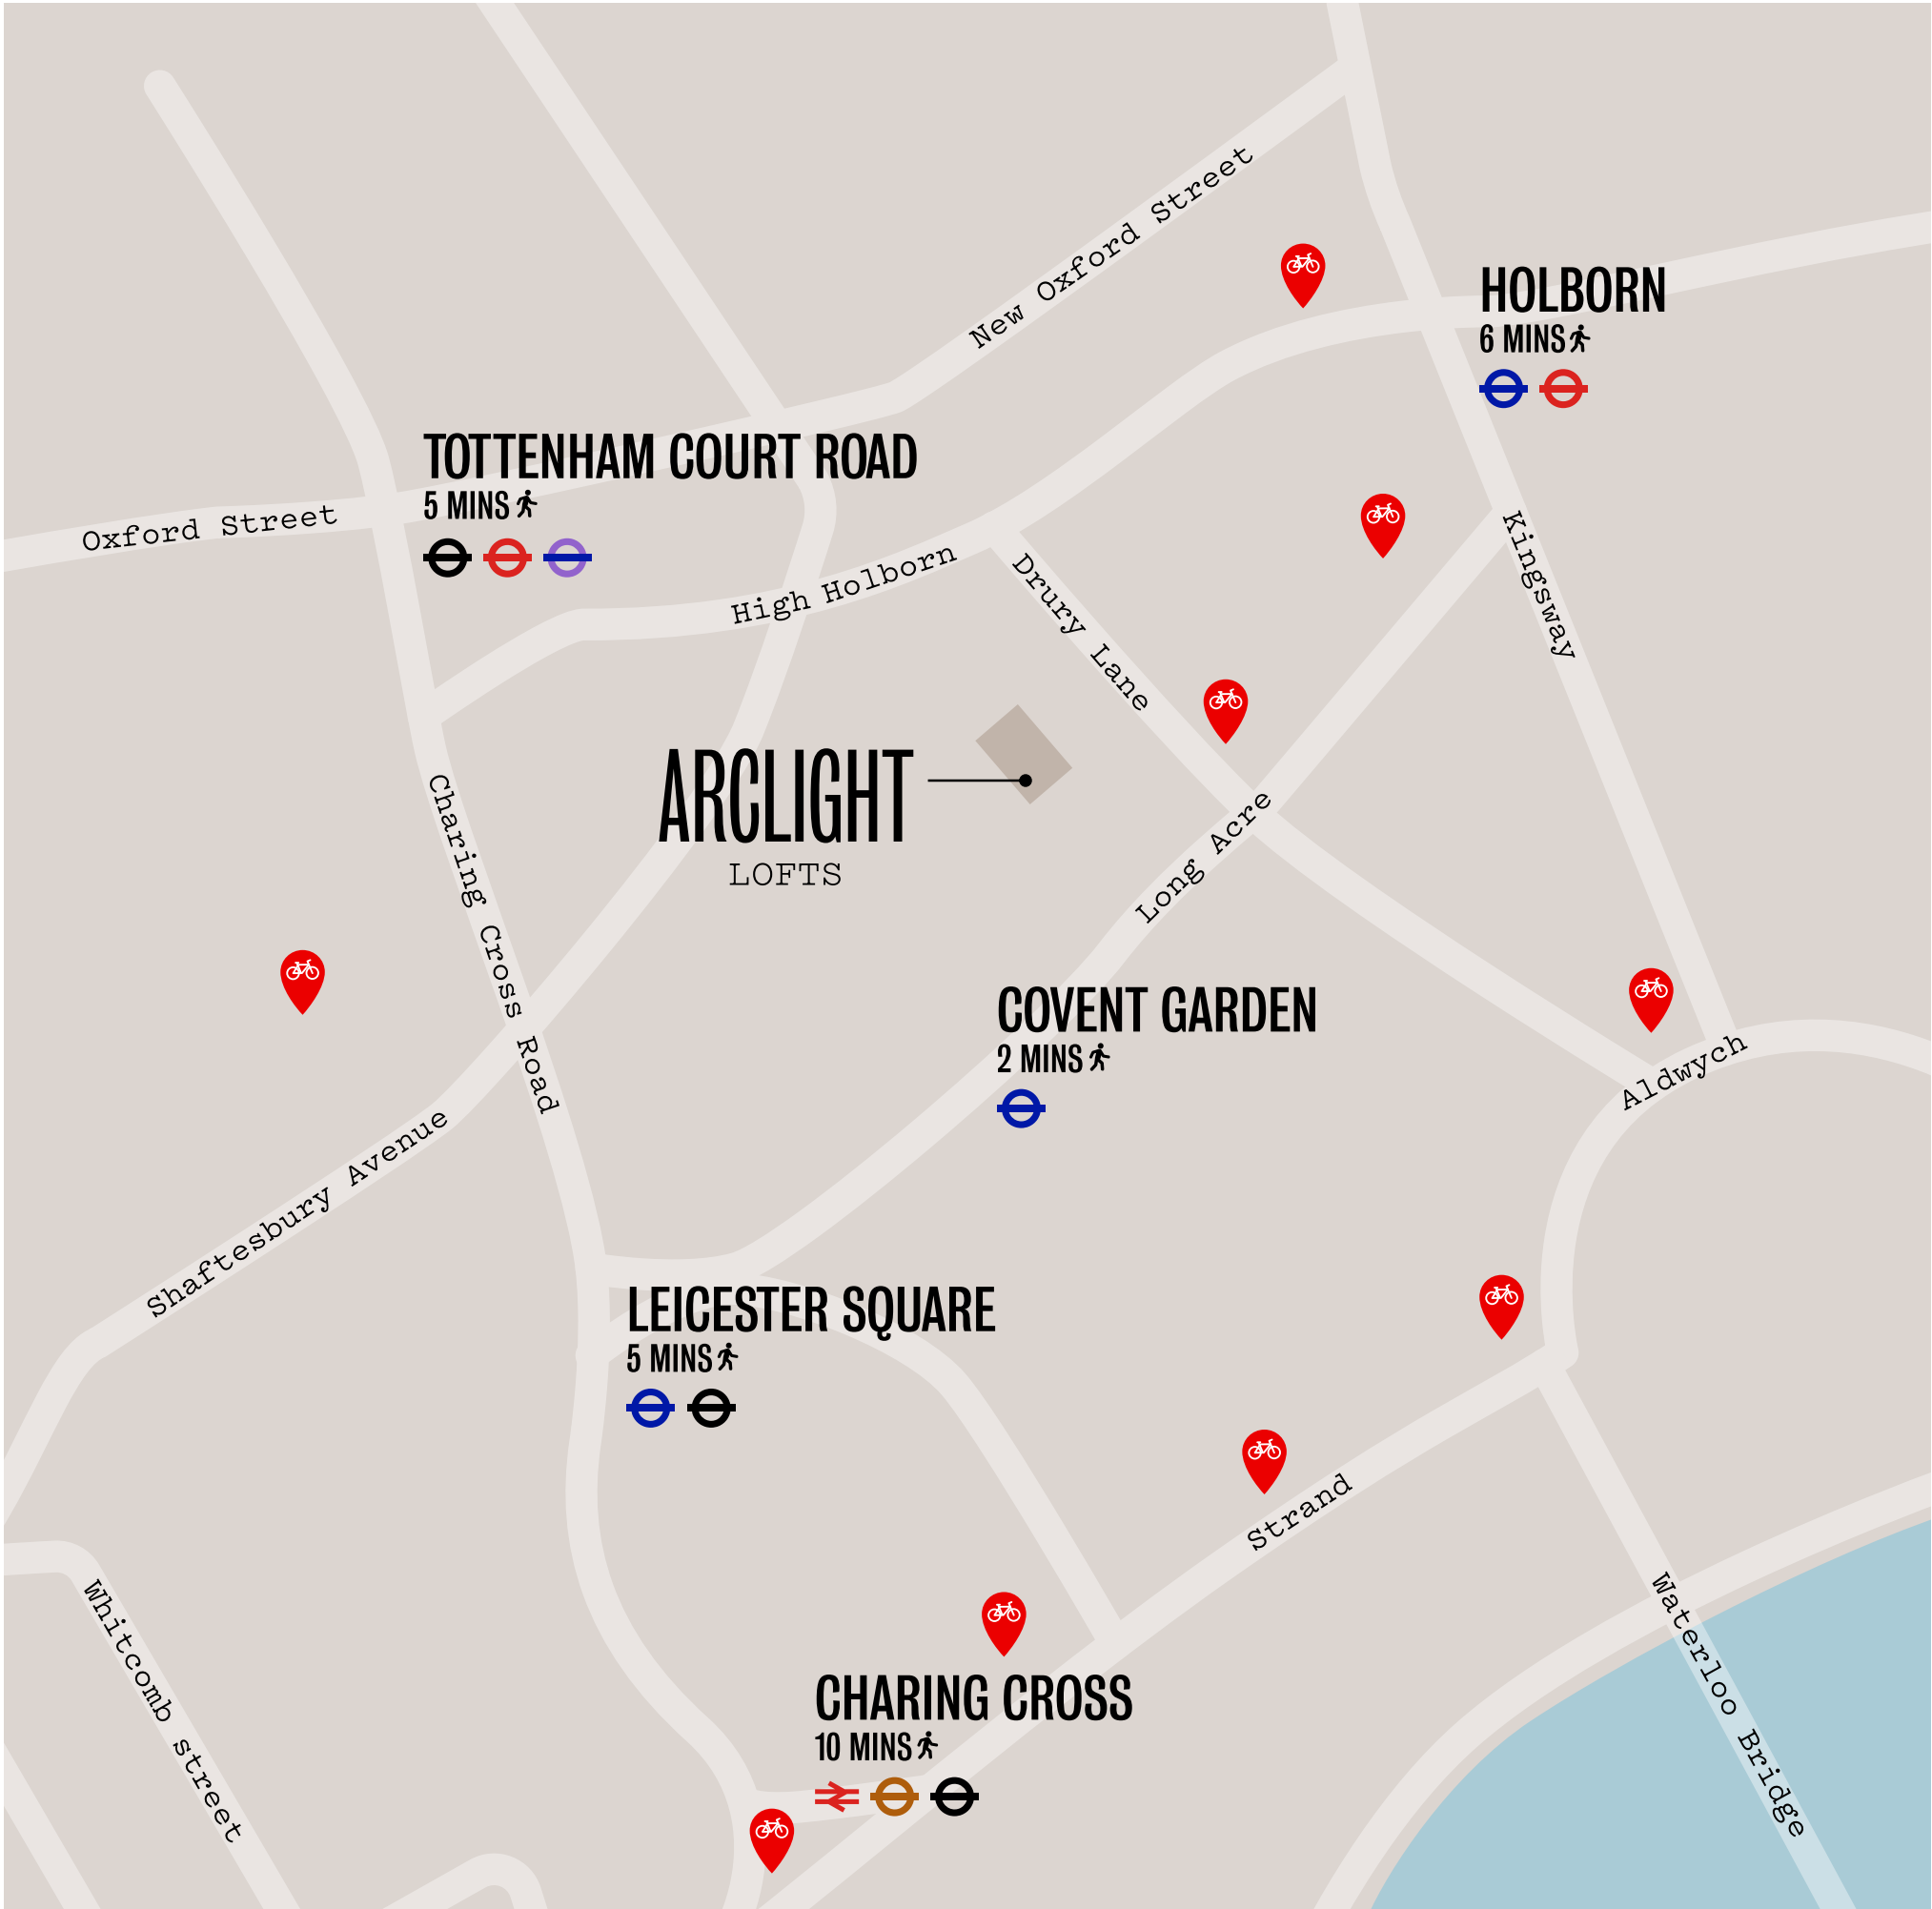 New Oxford Street
HOLBORN
6 MINS
TOTTENHAM COURT ROAD
5 MINS
Oxford Street
High Holborn
Drury Lane
Kingsway
ARCLIGHT
LOFTS
Charing Cross Road
Long Acre
COVENT GARDEN
2 MINS
Aldwych
Shaftesbury Avenue
LEICESTER SQUARE
5 MINS
Strand
Whitcomb street
Waterloo Bridge
CHARING CROSS
10 MINS